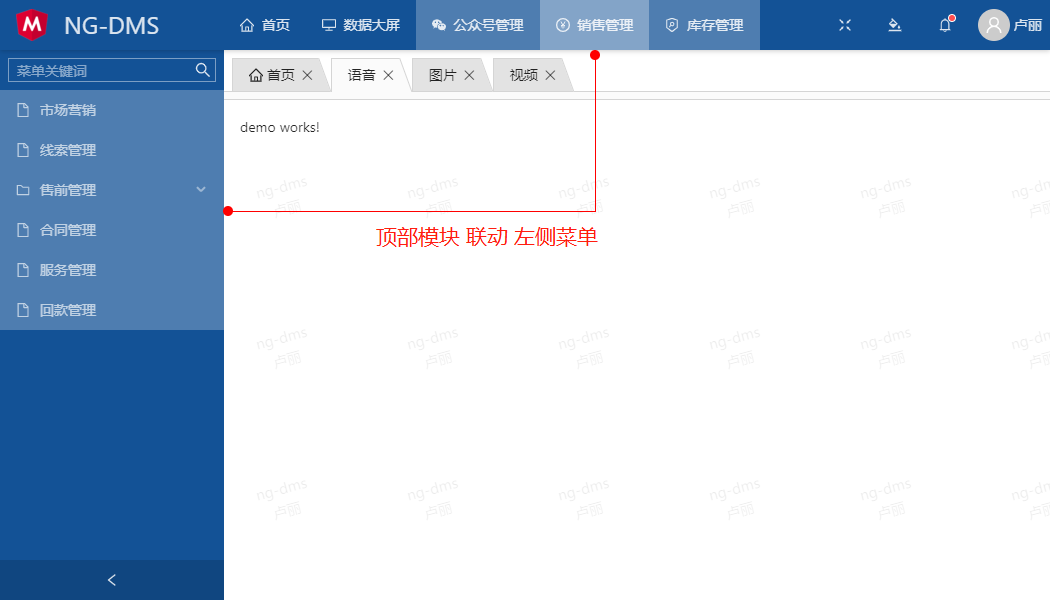 NG-DMS 首页 数据大屏 公众号管理 销售管理 库存管理 卢丽
菜单关键词
首页 语音 图片 视频
市场营销
demo works!
线索管理
售前管理
ng-dms ng-dms ng-dms ng-dms ng-dms ng-dms
卢丽 卢丽 卢丽 卢丽 卢丽 卢丽
合同管理
顶部模块 联动 左侧菜单
服务管理
回款管理
ng-dms ng-dms ng-dms ng-dms ng-dms ng-dms
卢丽 卢丽 卢丽 卢丽 卢丽 卢丽
ng-dms ng-dms ng-dms ng-dms ng-dms ng-dms
卢丽 卢丽 卢丽 卢丽 卢丽 卢丽